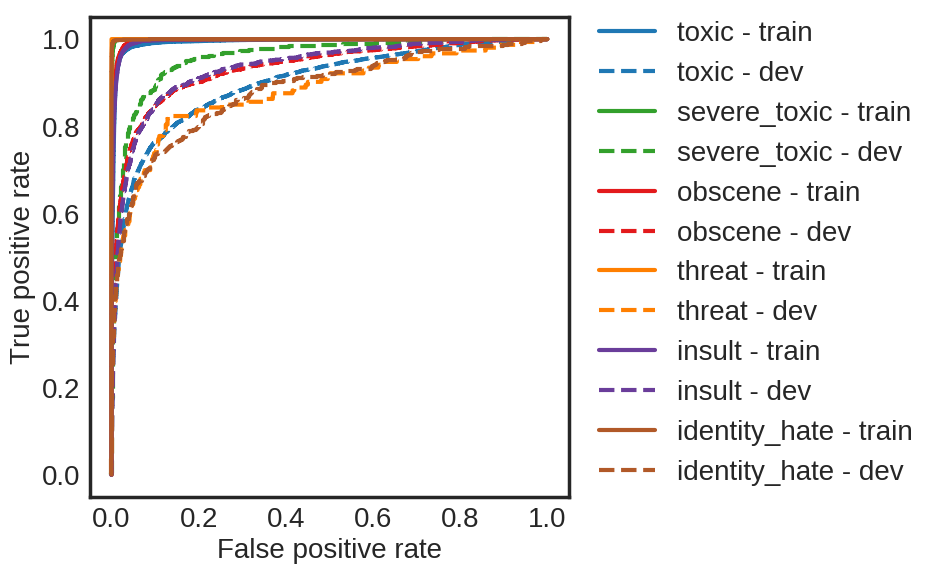 1.0
0.8
0.6
0.4
0.2
0.0
True positive rate
0.0 0.2 0.4 0.6 0.8 1.0
False positive rate
toxic - train
toxic - dev
severe_toxic - train
severe_toxic - dev
obscene - train
obscene - dev
threat - train
threat - dev
insult - train
insult - dev
identity_hate - train
identity_hate - dev